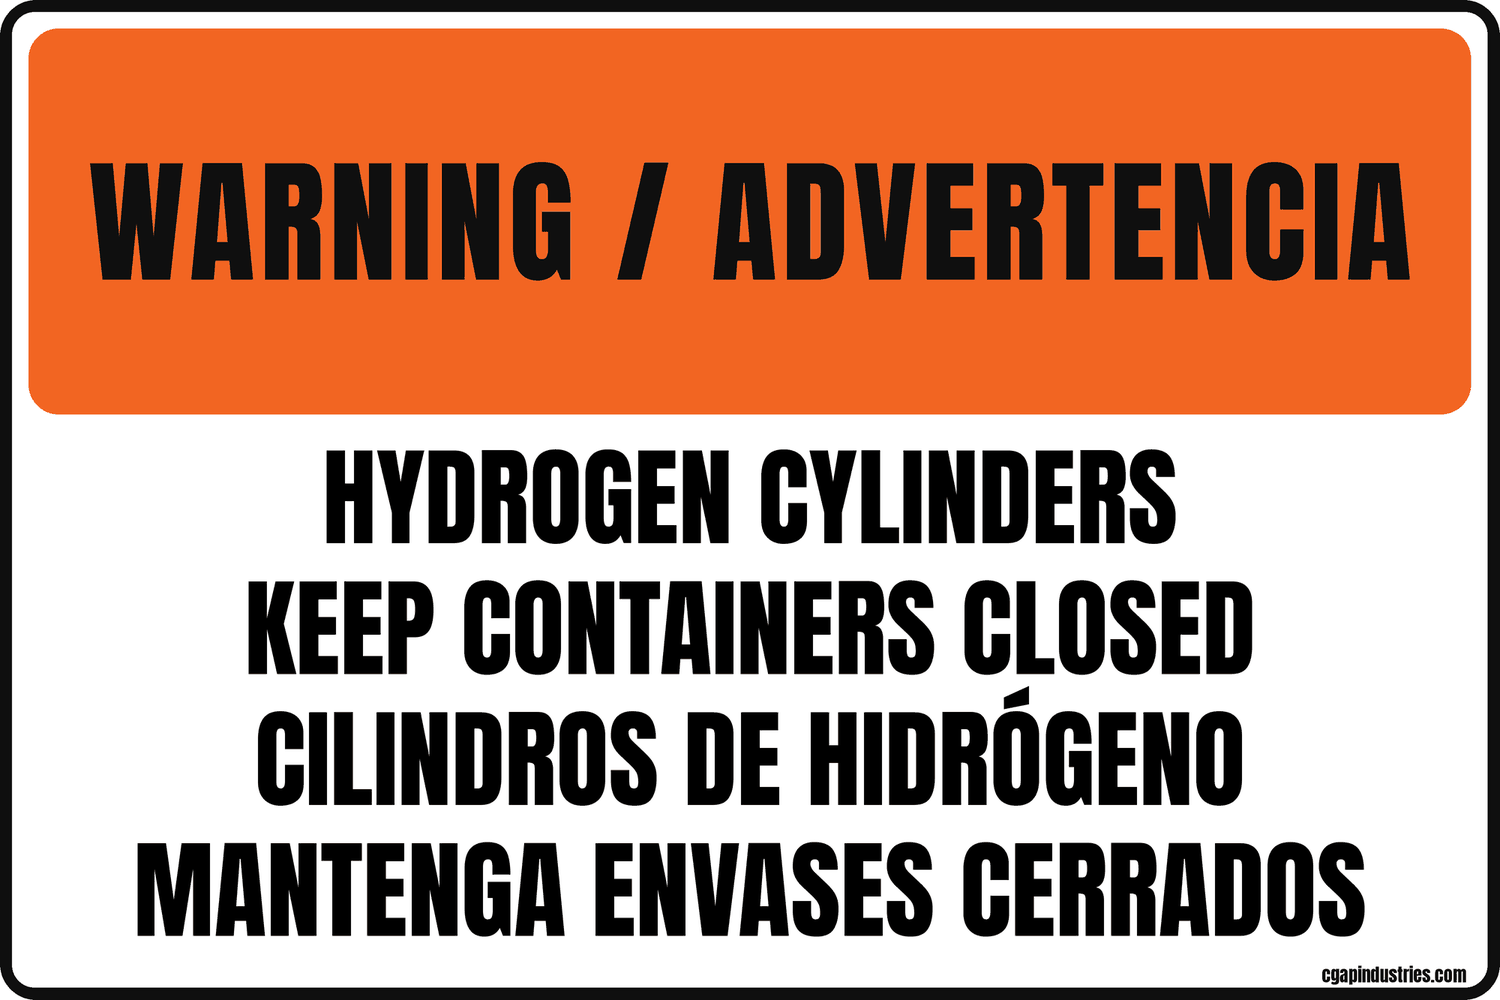 WARNING / ADVERTENCIA
HYDROGEN CYLINDERS
KEEP CONTAINERS CLOSED
CILINDROS DE HIDRÓGENO
MANTENGA ENVASES CERRADOS
cgapindustries.com